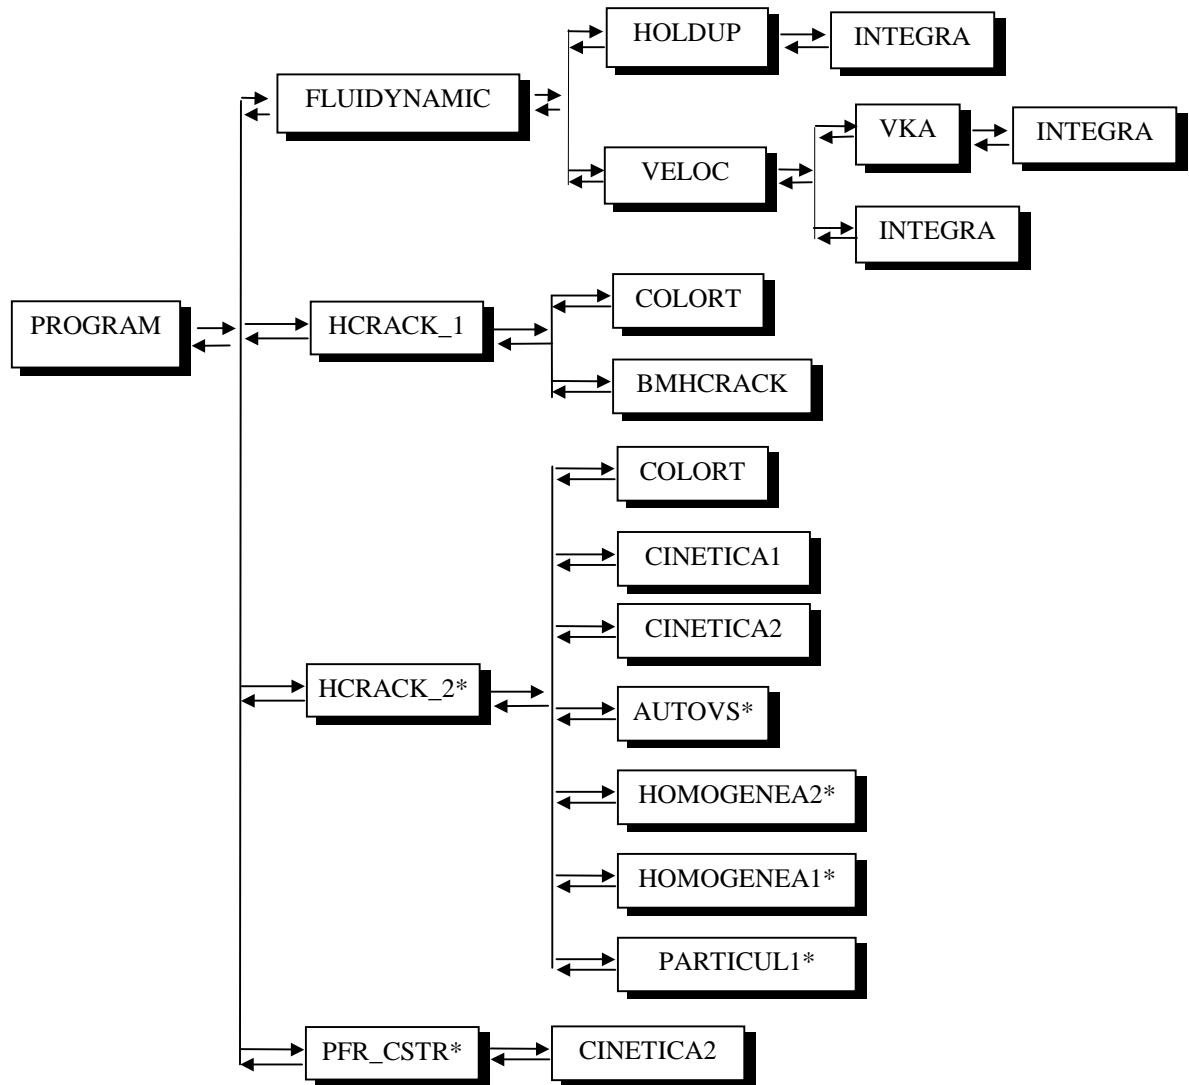 HOLDUP
INTEGRA
FLUIDYNAMIC
VKA
INTEGRA
VELOC
INTEGRA
COLORT
PROGRAM
HCRACK_1
BMHCRACK
COLORT
CINETICA1
CINETICA2
HCRACK_2*
AUTOVS*
HOMOGENEA2*
HOMOGENEA1*
PARTICUL1*
PFR_CSTR*
CINETICA2